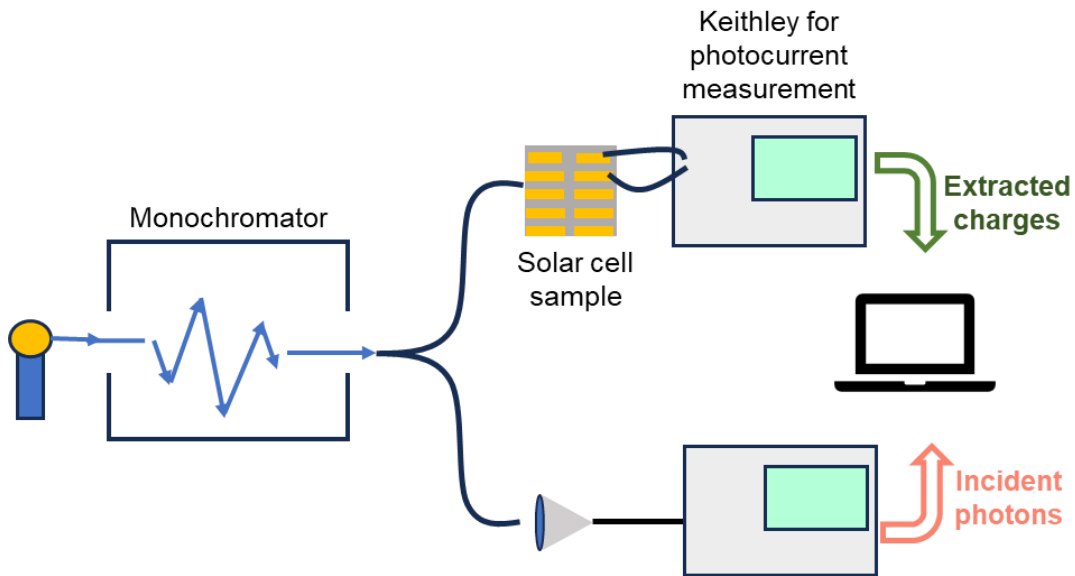 Keithley for
photocurrent
measurement
Monochromator
Extracted
charges
Solar cell
sample
Incident
photons